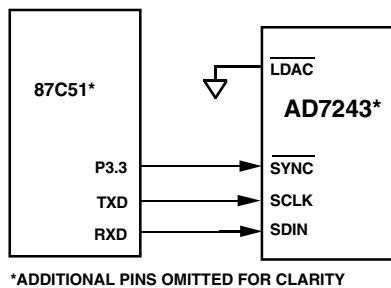 87C51*
P3.3
TXD
RXD
LDAC
AD7243*
SYNC
SCLK
SDIN
*ADDITIONAL PINS OMITTED FOR CLARITY